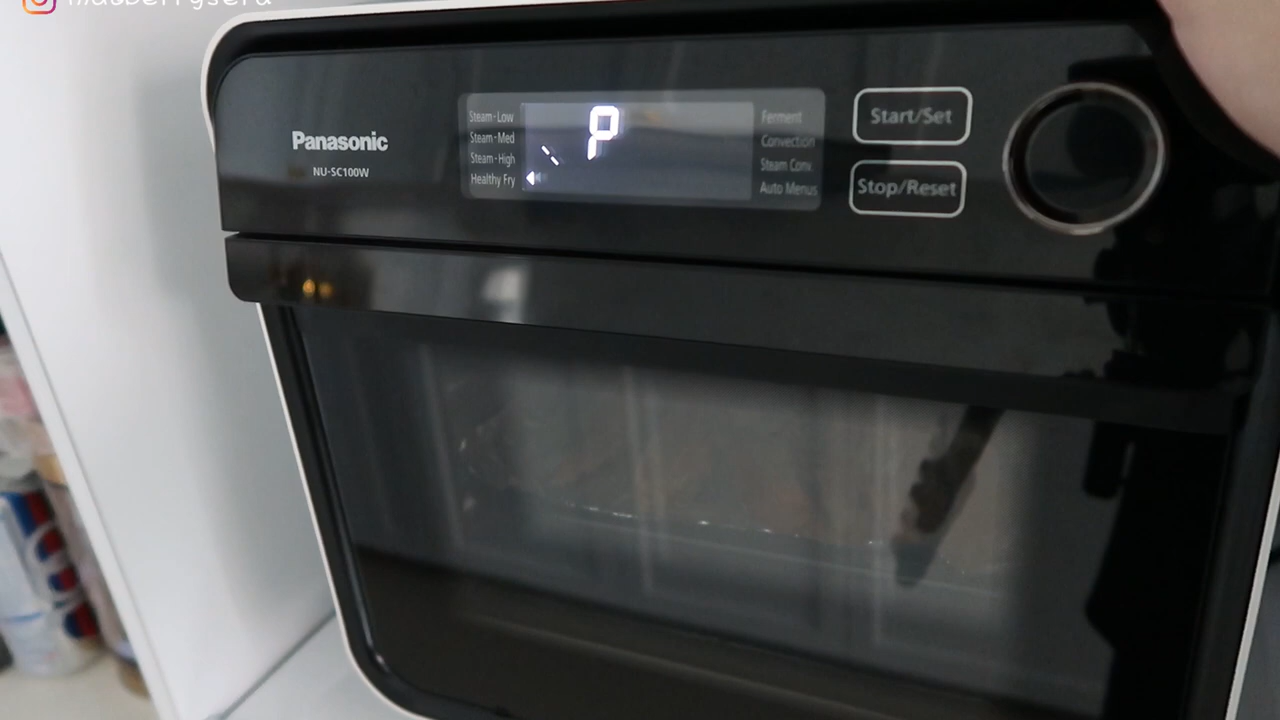 Panasonic
NU-SC100W
Steam-Low
Steam-Med
Steam-High
Healthy Fry
P
Ferment
Convection
Steam Conv.
Auto Menus
Start/Set
Stop/Reset